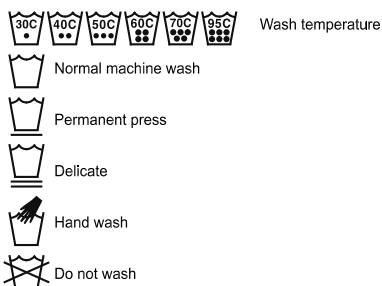 30C 40C 50C 60C 70C 95C Wash temperature
Normal machine wash
Permanent press
Delicate
Hand wash
Do not wash